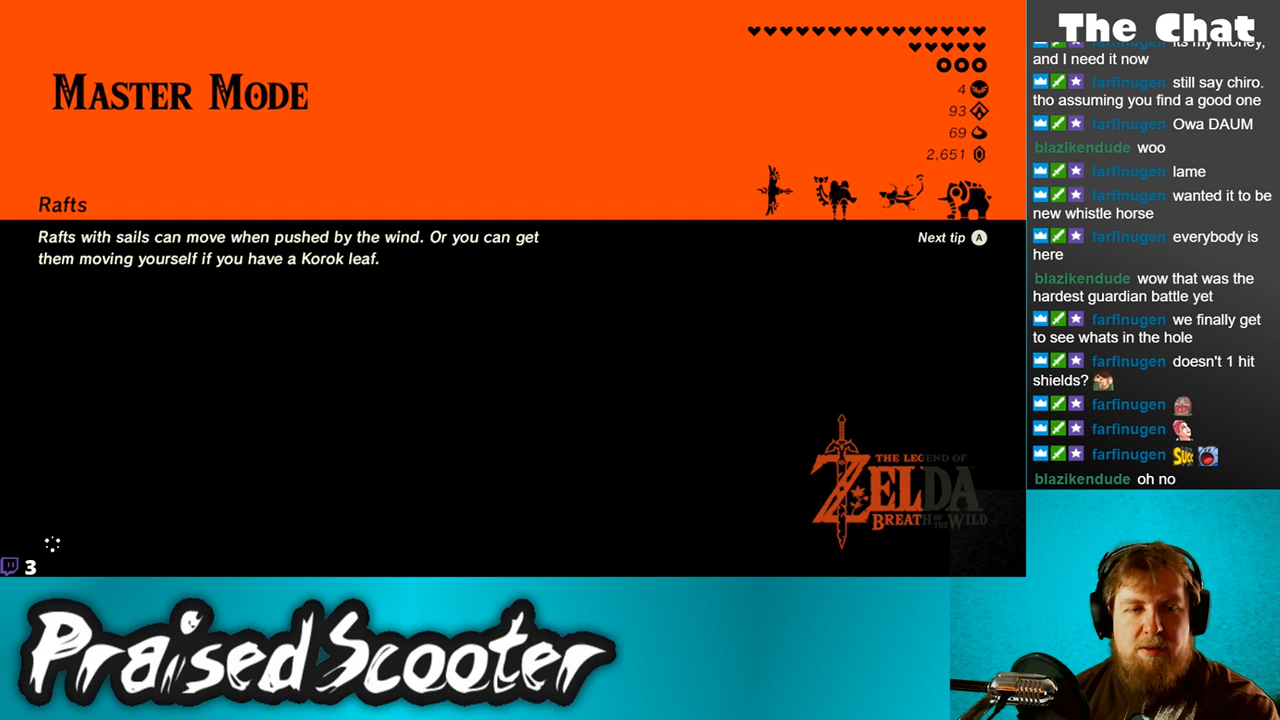 MASTER MODE
4
93
69
2,651
Rafts
Rafts with sails can move when pushed by the wind. Or you can get
them moving yourself if you have a Korok leaf.
Next tip A
THE LEGEND OF
ZELDA
BREATH OF THE WILD
3
PraisedScooter
The Chat
farfinugen its my money,
and I need it now
farfinugen still say chiro.
tho assuming you find a good one
farfinugen Owa DAUM
blazikendude woo
farfinugen lame
farfinugen wanted it to be
new whistle horse
farfinugen everybody is
here
blazikendude wow that was the
hardest guardian battle yet
farfinugen we finally get
to see whats in the hole
farfinugen doesn't 1 hit
shields?
farfinugen
farfinugen
farfinugen Succ
blazikendude oh no